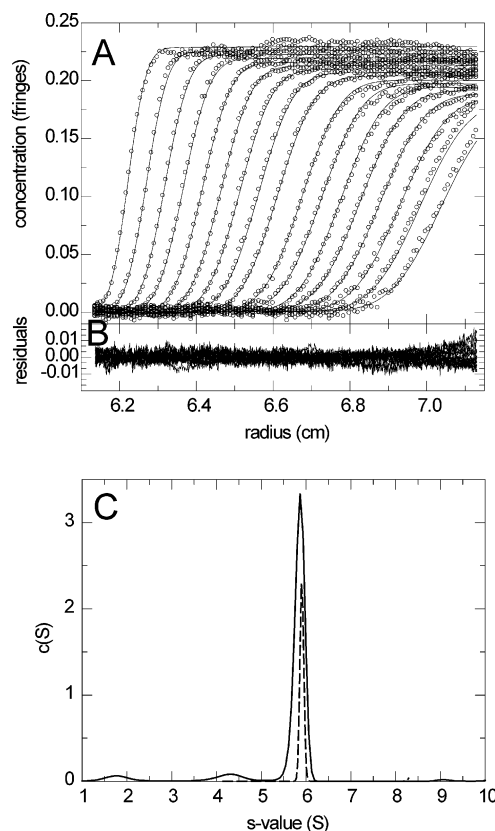 A
0.25
0.20
0.15
0.10
0.05
0.00
concentration (fringes)
B
0.01
0.00
-0.01
residuals
6.2 6.4 6.6 6.8 7.0
radius (cm)
C
3
2
1
0
c(S)
1 2 3 4 5 6 7 8 9 10
s-value (S)